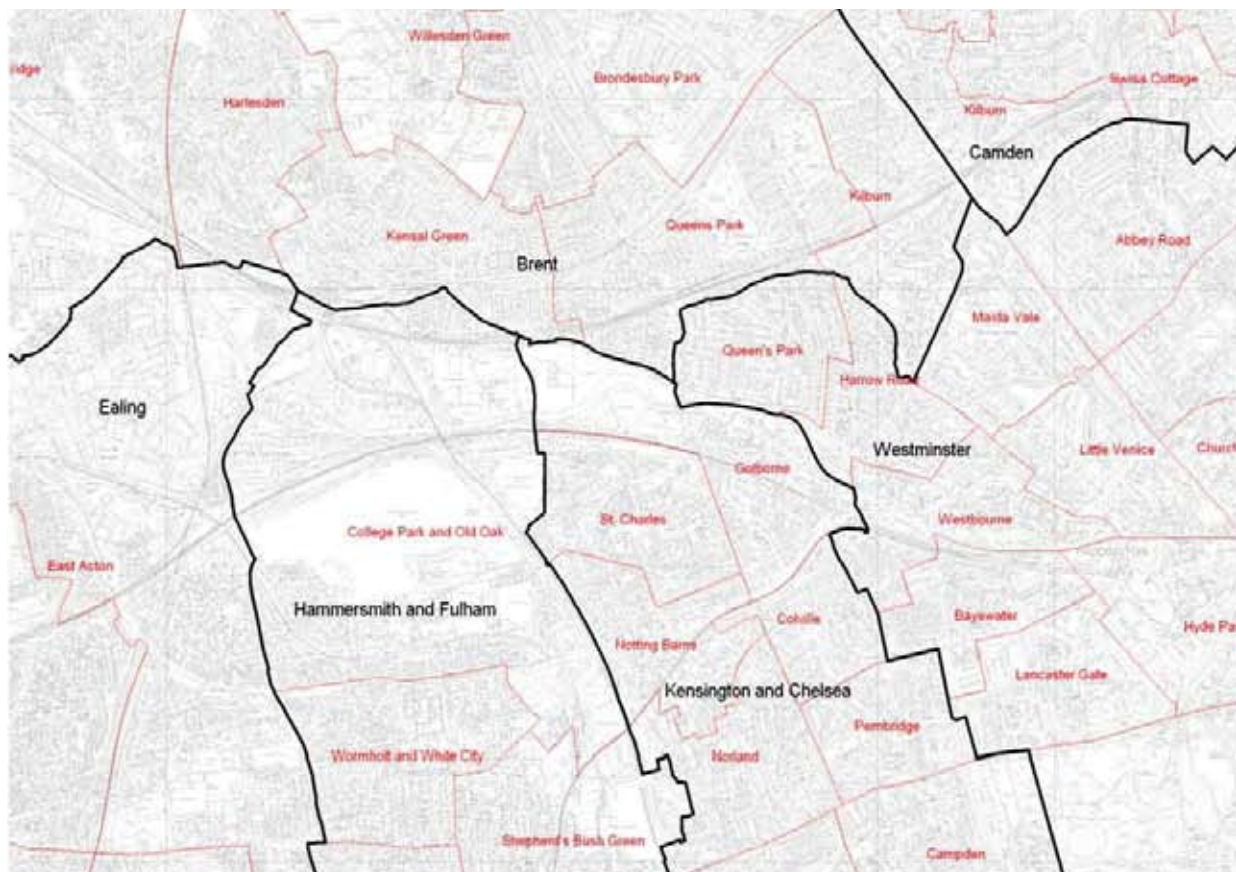 Willesden Green
ridge
Brondesbury Park
Swiss Cottage
Harlesden
Kilburn
Camden
Kilburn
Queens Park
Kensal Green
Abbey Road
Brent
Maida Vale
Queen's Park
Harrow Road
Ealing
Westminster
Little Venice
Church
Golborne
St. Charles
Westbourne
College Park and Old Oak
East Acton
Hammersmith and Fulham
Bayswater
Colville
Hyde Pa
Notting Barns
Lancaster Gate
Kensington and Chelsea
Pembridge
Wormholt and White City
Norland
Shepherd's Bush Green
Campden